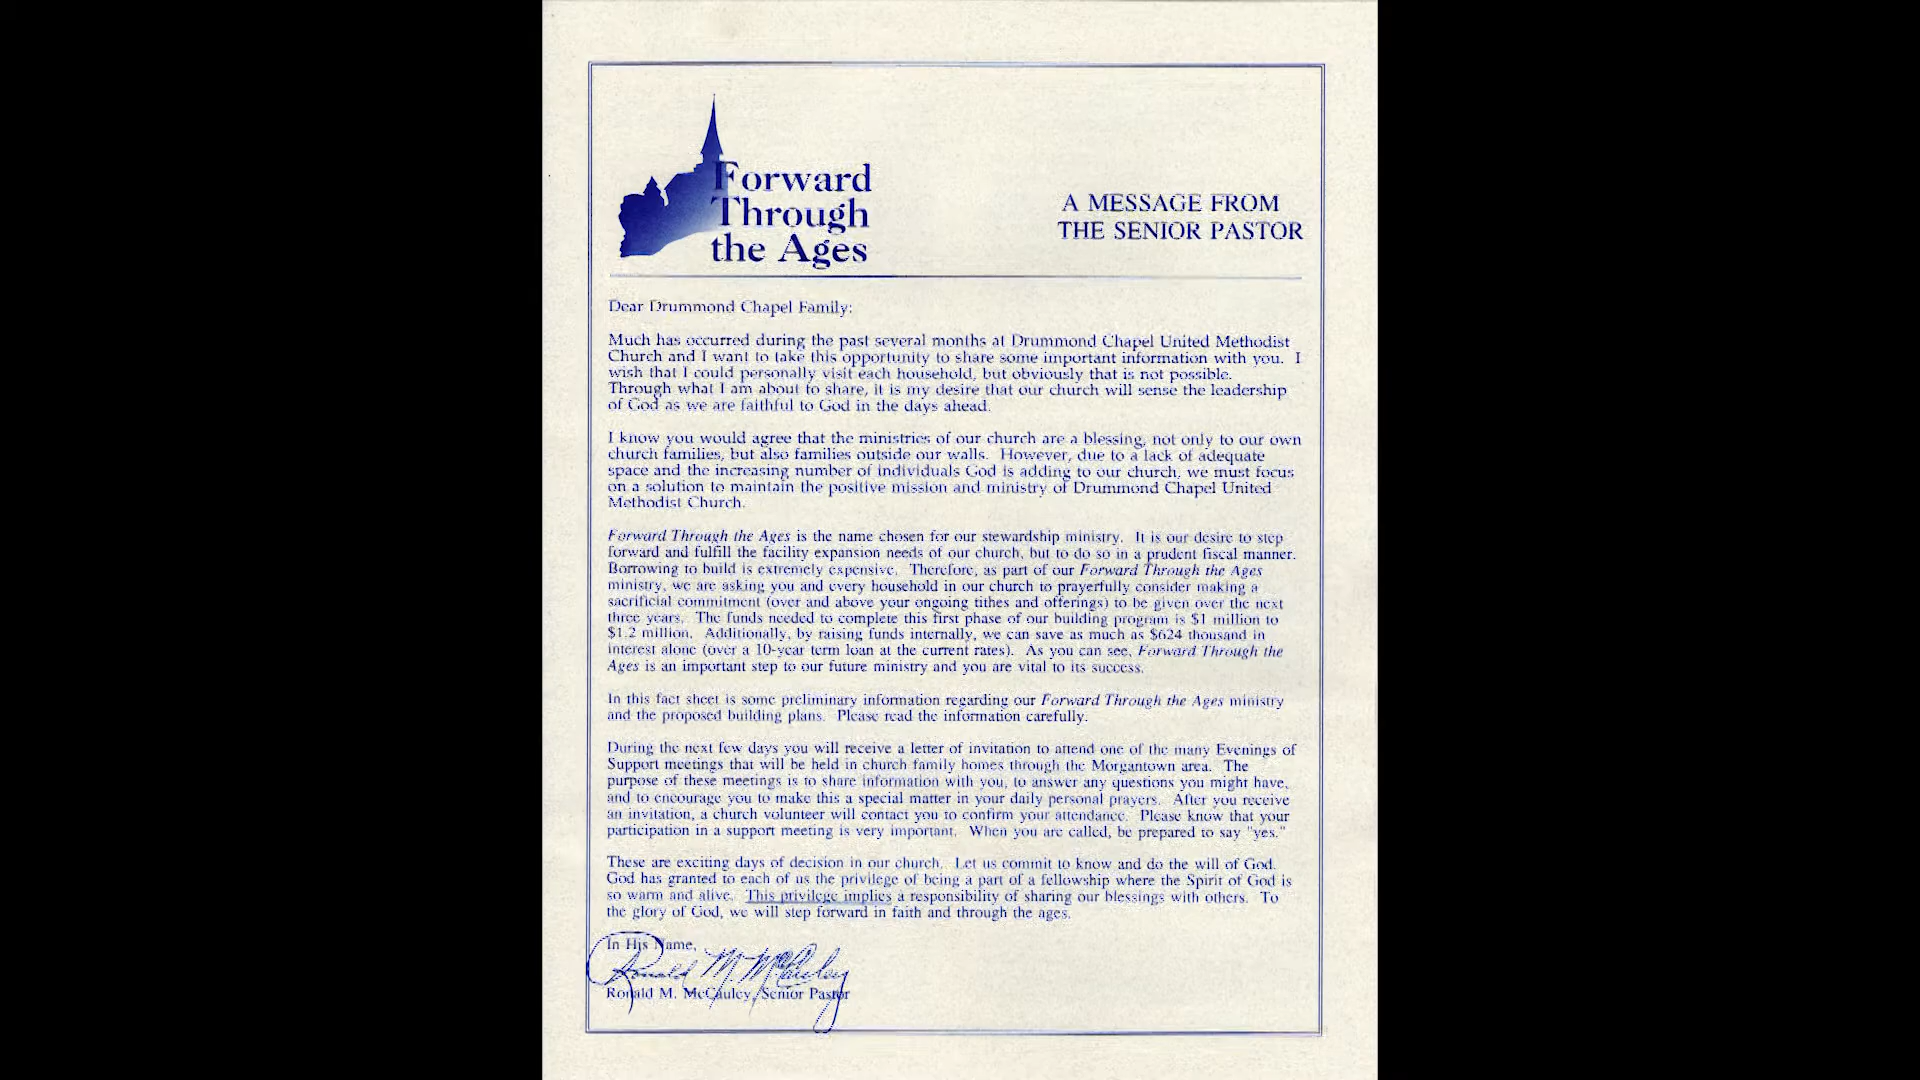 Forward
Through
the Ages
A MESSAGE FROM
THE SENIOR PASTOR
Dear Drummond Chapel Family:
Much has occurred during the past several months at Drummond Chapel United Methodist
Church and I want to take this opportunity to share some important information with you. I
wish that I could personally visit each household, but obviously that is not possible.
Through what I am about to share, it is my desire that our church will sense the leadership
of God as we are faithful to God in the days ahead.
I know you would agree that the ministries of our church are a blessing, not only to our own
church families, but also families outside our walls. However, due to a lack of adequate
space and the increasing number of individuals God is adding to our church, we must focus
on a solution to maintain the positive mission and ministry of Drummond Chapel United
Methodist Church.
Forward Through the Ages is the name chosen for our stewardship ministry. It is our desire to step
forward and fulfill the facility expansion needs of our church, but to do so in a prudent fiscal manner.
Borrowing to build is extremely expensive. Therefore, as part of our Forward Through the Ages
ministry, we are asking you and every household in our church to prayerfully consider making a
sacrificial commitment (over and above your ongoing tithes and offerings) to be given over the next
three years. The funds needed to complete this first phase of our building program is $1 million to
$1.2 million. Additionally, by raising funds internally, we can save as much as $624 thousand in
interest alone (over a 10-year term loan at the current rates). As you can see, Forward Through the
Ages is an important step to our future ministry and you are vital to its success.
In this fact sheet is some preliminary information regarding our Forward Through the Ages ministry
and the proposed building plans. Please read the information carefully.
During the next few days you will receive a letter of invitation to attend one of the many Evenings of
Support meetings that will be held in church family homes through the Morgantown area. The
purpose of these meetings is to share information with you, to answer any questions you might have,
and to encourage you to make this a special matter in your daily personal prayers. After you receive
an invitation, a church volunteer will contact you to confirm your attendance. Please know that your
participation in a support meeting is very important. When you are called, be prepared to say "yes."
These are exciting days of decision in our church. Let us commit to know and do the will of God.
God has granted to each of us the privilege of being a part of a fellowship where the Spirit of God is
so warm and alive. This privilege implies a responsibility of sharing our blessings with others. To
the glory of God, we will step forward in faith and through the ages.
In His Name,
Ronald M. McCauley
Ronald M. McCauley, Senior Pastor